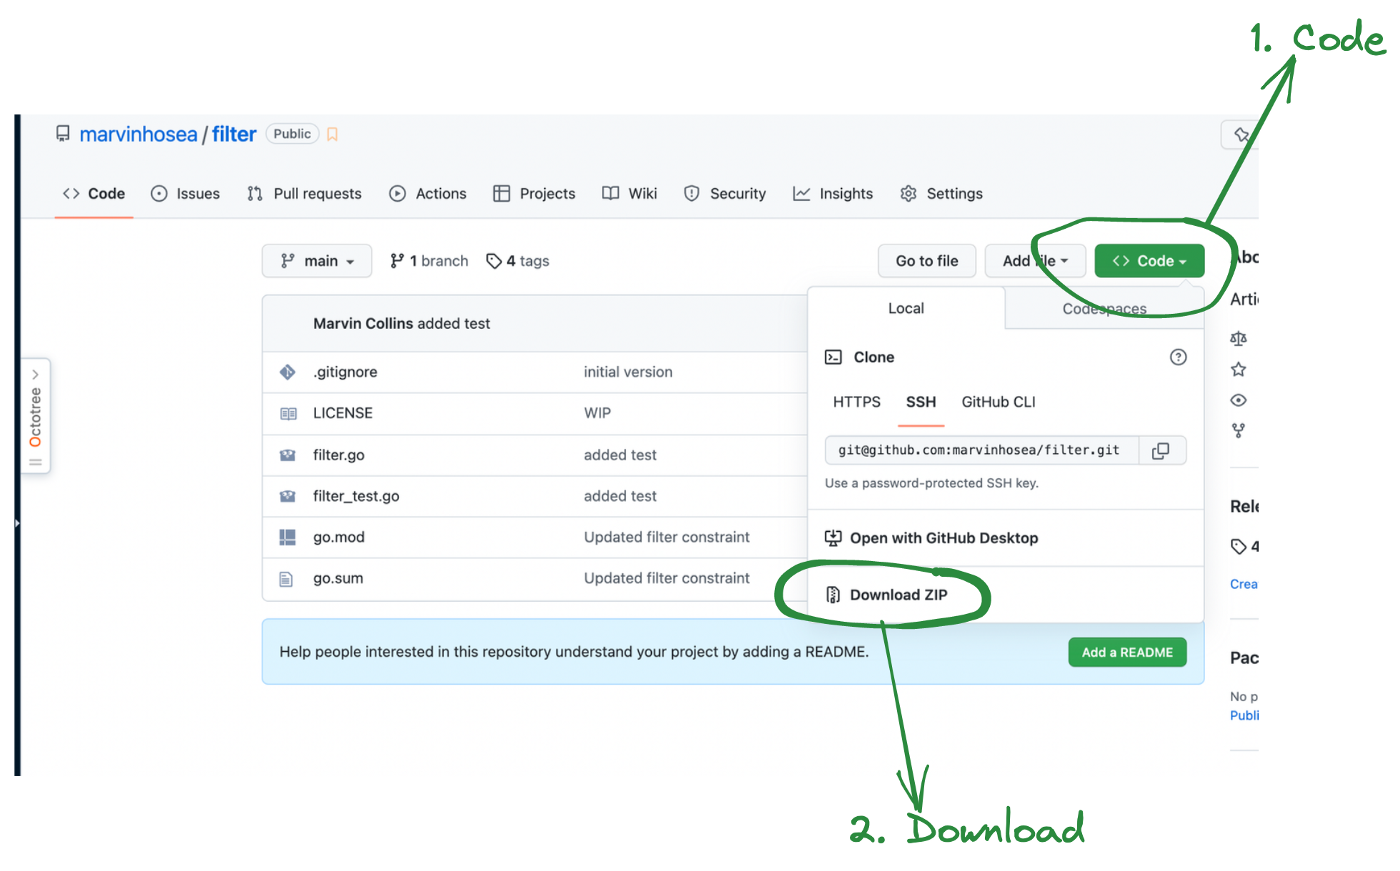 1. Code
marvinhosea / filter Public
Code Issues Pull requests Actions Projects Wiki Security Insights Settings
main 1 branch 4 tags Go to file Add file Code
Marvin Collins added test
.gitignore initial version
LICENSE WIP
filter.go added test
filter_test.go added test
go.mod Updated filter constraint
go.sum Updated filter constraint
Local Codespaces
Clone
HTTPS SSH GitHub CLI
git@github.com:marvinhosea/filter.git
Use a password-protected SSH key.
Open with GitHub Desktop
Download ZIP
Help people interested in this repository understand your project by adding a README. Add a README
Octotree
Abo
Arti
Rele
4
Crea
Pac
No p
Publi
2. Download